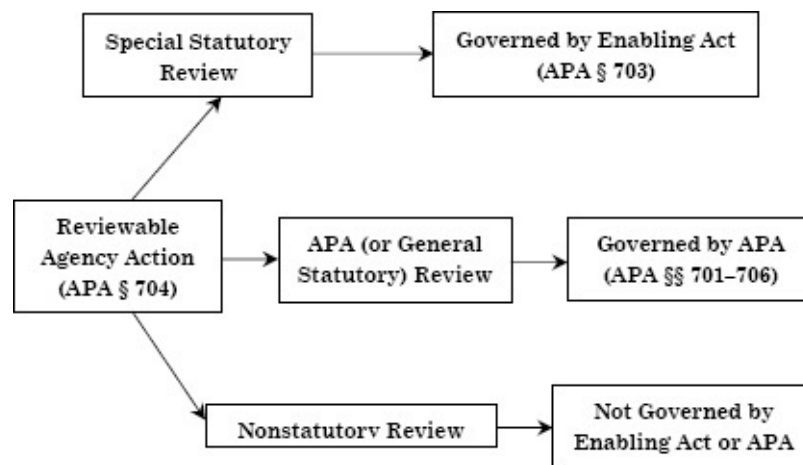 Special Statutory
Review
Governed by Enabling Act
(APA § 703)
Reviewable
Agency Action
(APA § 704)
APA (or General
Statutory) Review
Governed by APA
(APA §§ 701–706)
Nonstatutory Review
Not Governed by
Enabling Act or APA